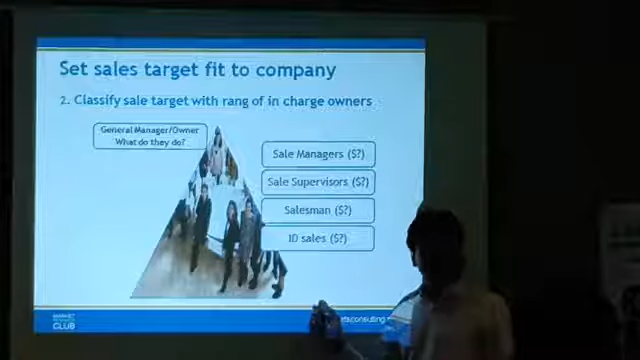 Set sales target fit to company
2. Classify sale target with rang of in charge owners
General Manager/Owner
What do they do?
Sale Managers ($?)
Sale Supervisors ($?)
Salesman ($?)
ID sales ($?)
MARKET
CLUB